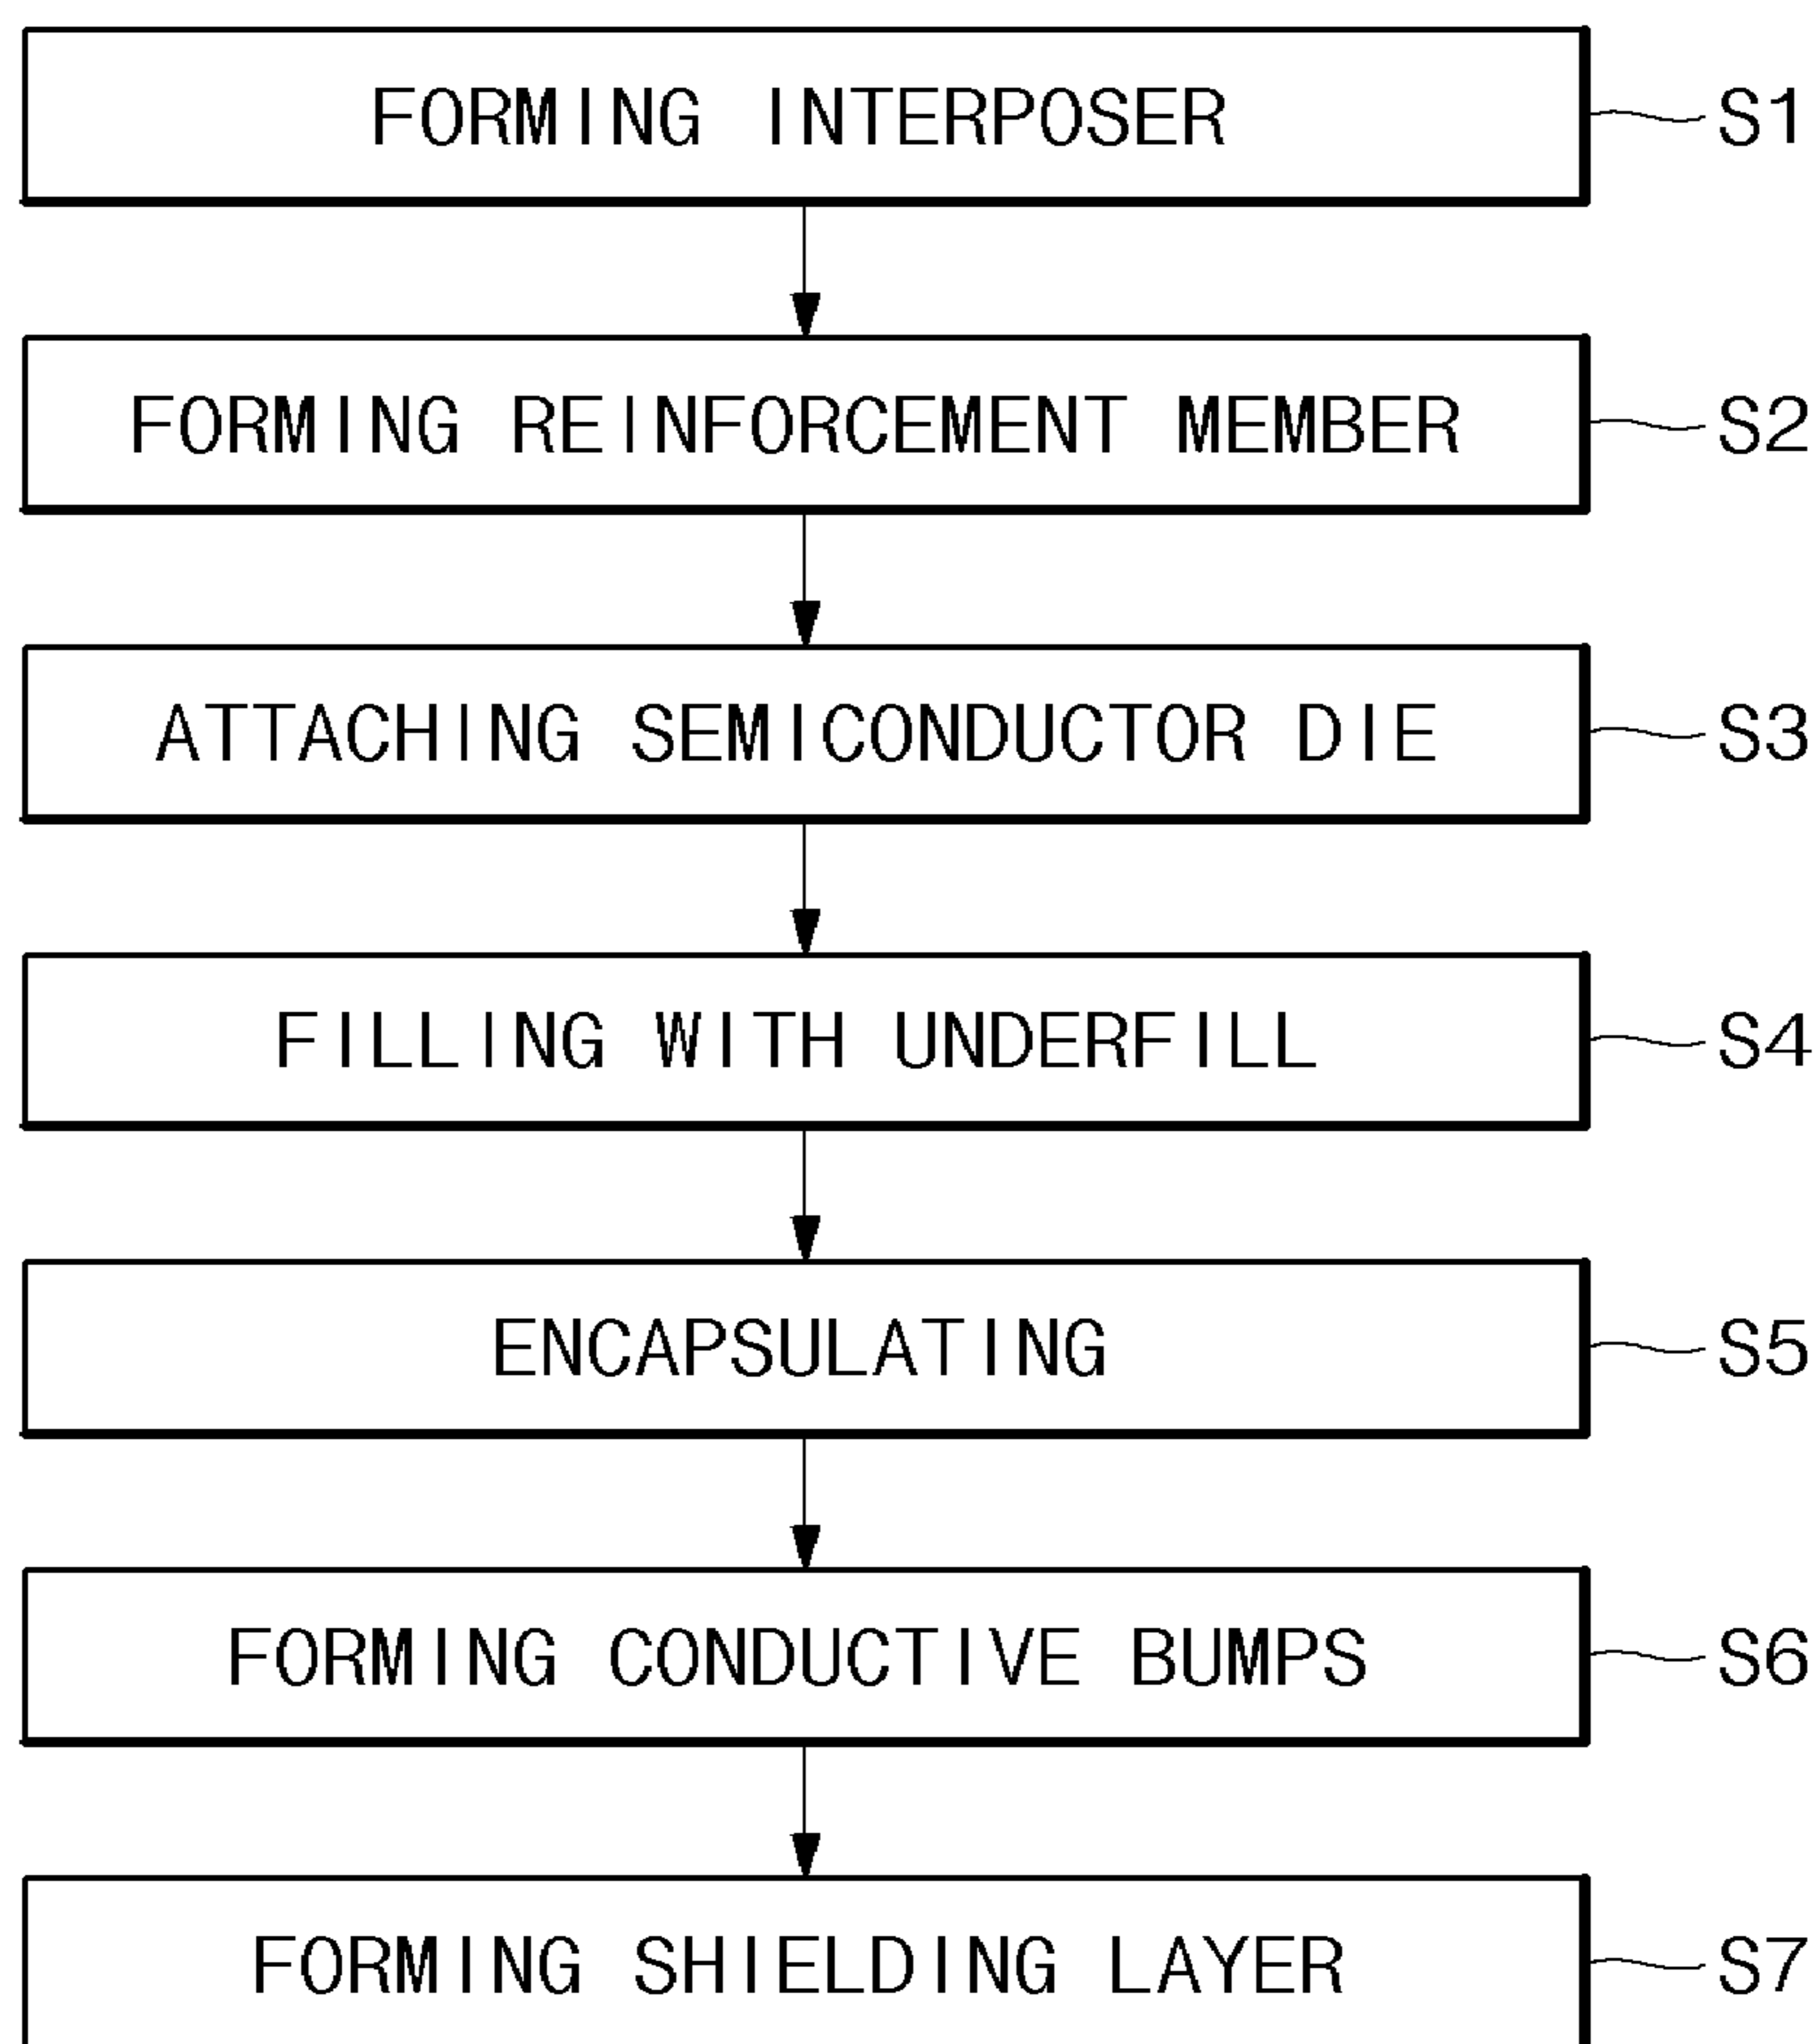 FORMING INTERPOSER S1
FORMING REINFORCEMENT MEMBER S2
ATTACHING SEMICONDUCTOR DIE S3
FILLING WITH UNDERFILL S4
ENCAPSULATING S5
FORMING CONDUCTIVE BUMPS S6
FORMING SHIELDING LAYER S7